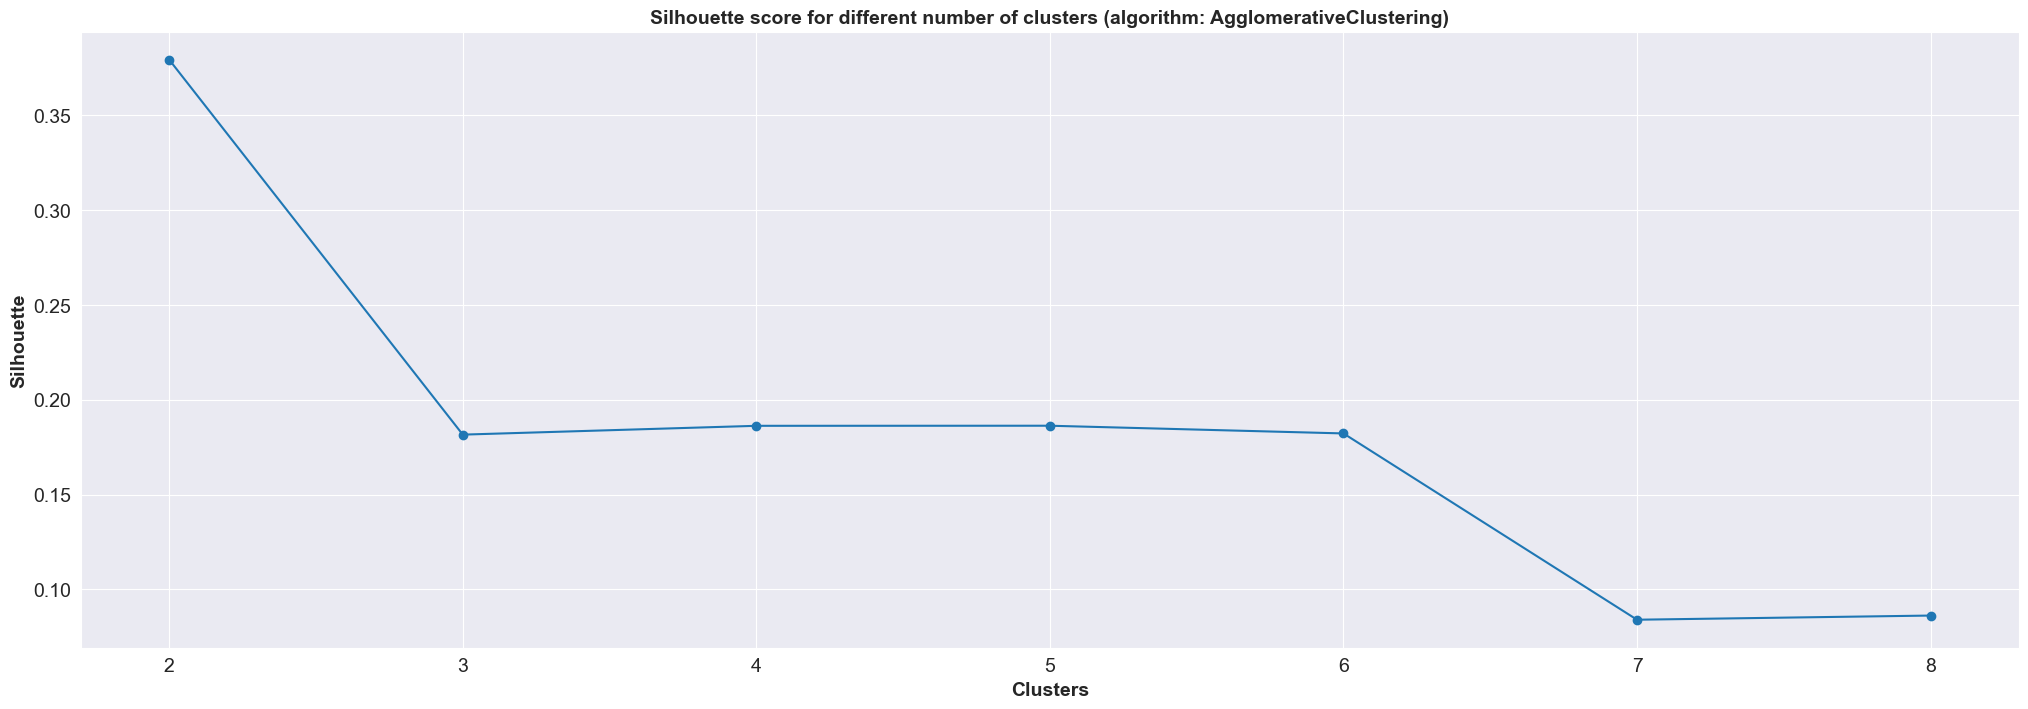 Silhouette score for different number of clusters (algorithm: AgglomerativeClustering)
Silhouette
0.35
0.30
0.25
0.20
0.15
0.10
2 3 4 5 6 7 8
Clusters